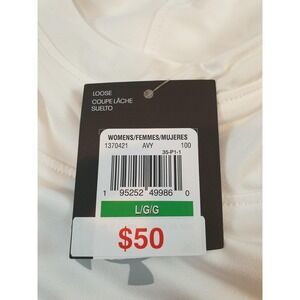 LOOSE
COUPE LÂCHE
SUELTO
WOMENS/FEMMES/MUJERES
1370421 AVY 100
35-P1-1
1 95252 49986 0
L/G/G
$50